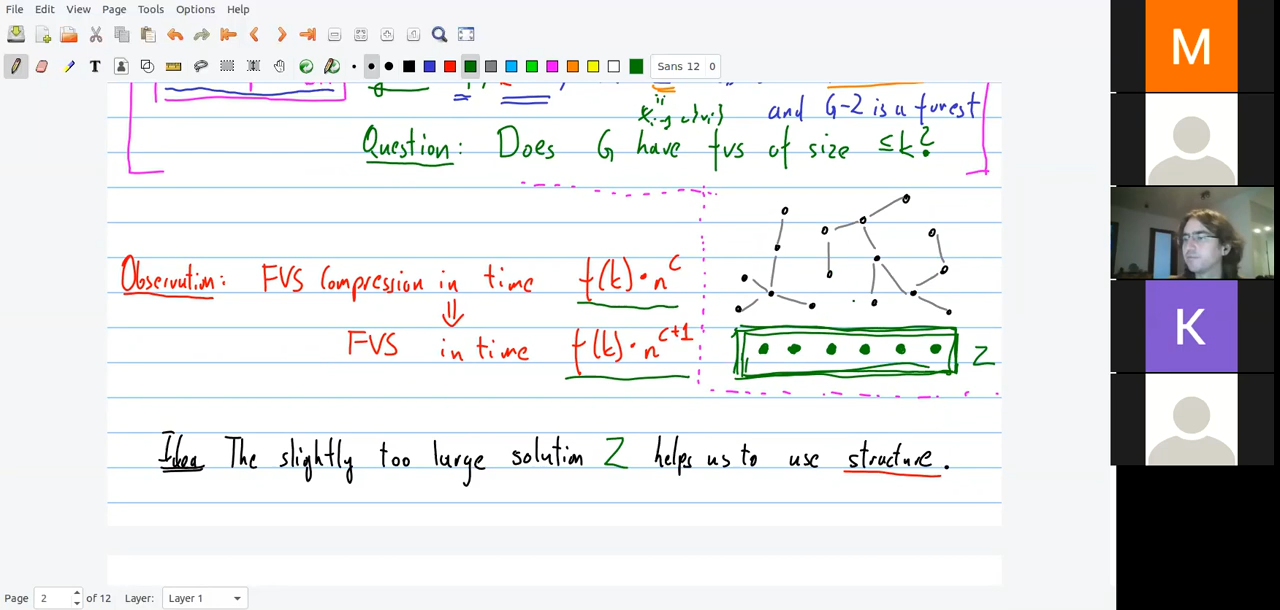 File Edit View Page Tools Options Help
Sans 12 0
and G-Z is a forest
Question: Does G have fvs of size ≤k?
Observation: FVS Compression in time f(k)·n^c
⇓
FVS in time f(k)·n^{c+1}
Z
Idea The slightly too large solution Z helps us to use structure.
Page 2 of 12 Layer: Layer 1
M
K